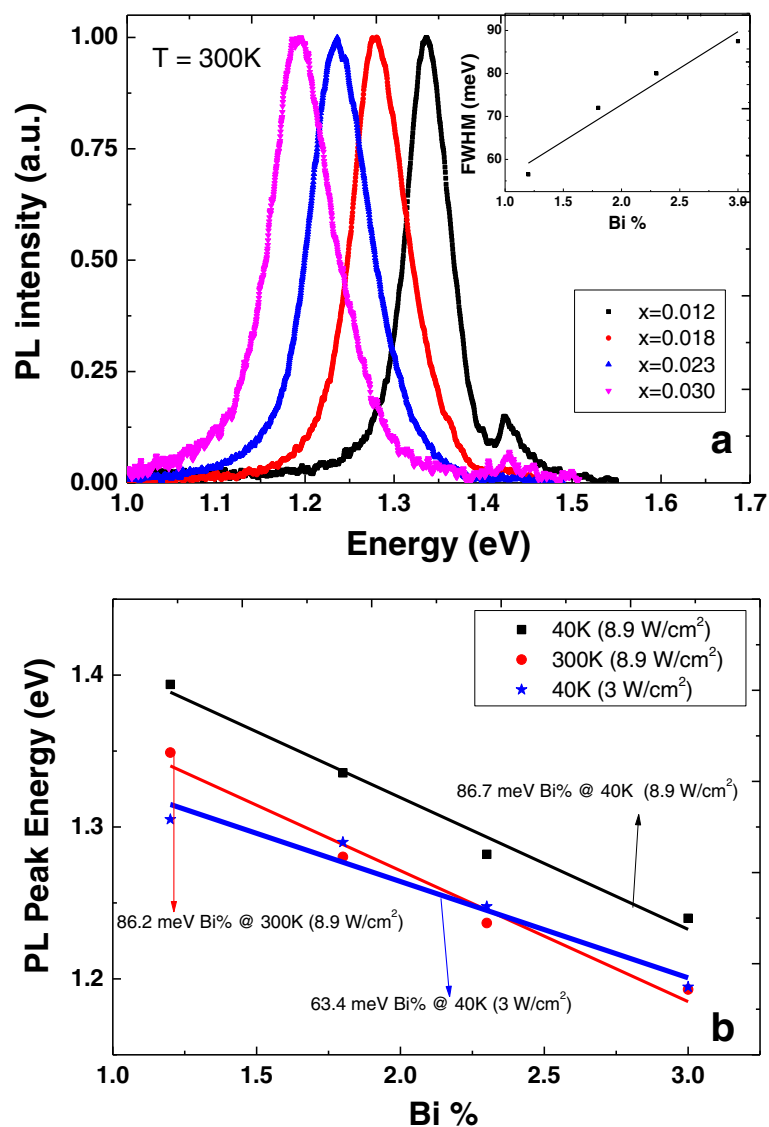 T = 300K
PL intensity (a.u.)
1.00
0.75
0.50
0.25
0.00
1.0 1.1 1.2 1.3 1.4 1.5 1.6 1.7
Energy (eV)
FWHM (meV)
90
80
70
60
1.0 1.5 2.0 2.5 3.0
Bi %
x=0.012
x=0.018
x=0.023
x=0.030
a
PL Peak Energy (eV)
1.4
1.3
1.2
1.0 1.5 2.0 2.5 3.0
Bi %
40K (8.9 W/cm²)
300K (8.9 W/cm²)
40K (3 W/cm²)
86.7 meV Bi% @ 40K (8.9 W/cm²)
86.2 meV Bi% @ 300K (8.9 W/cm²)
63.4 meV Bi% @ 40K (3 W/cm²)
b